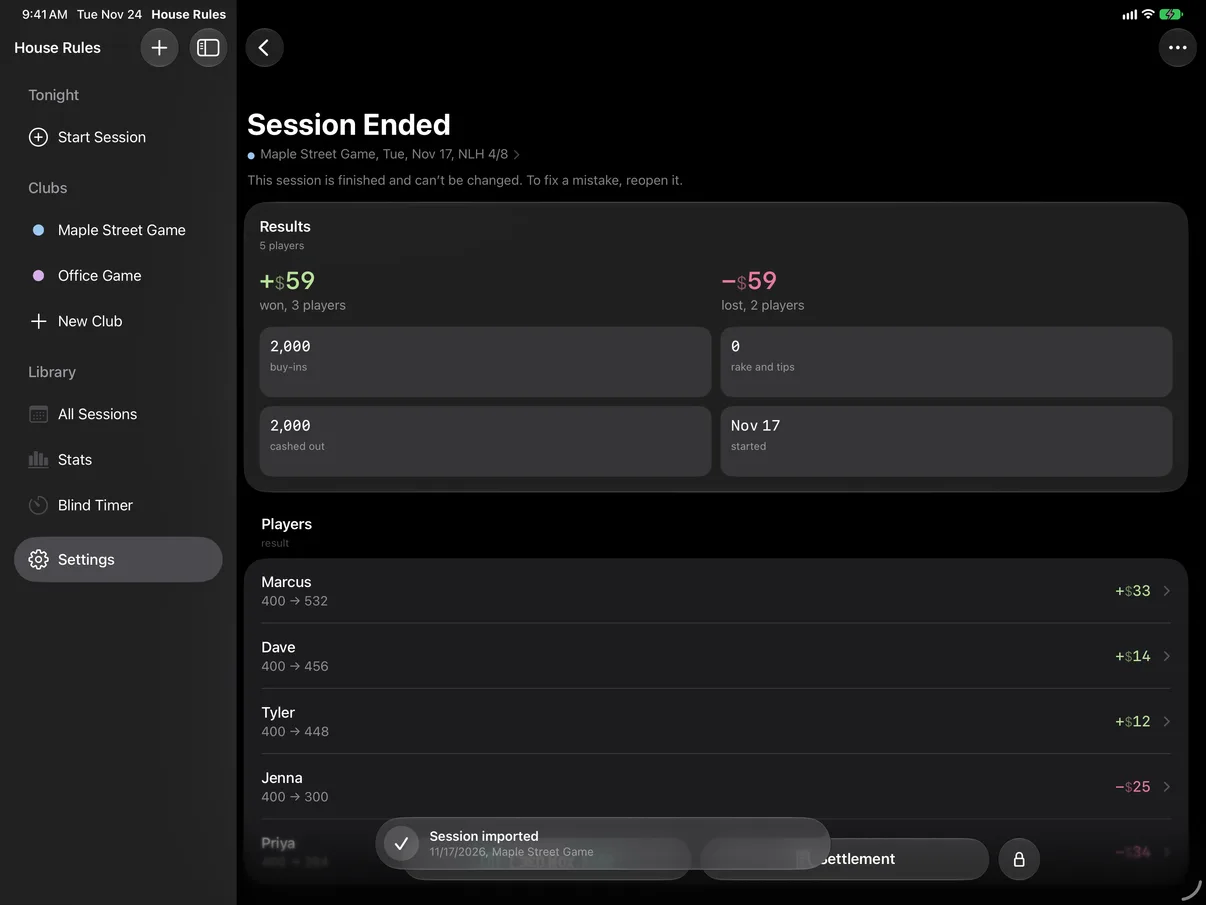 9:41 AM Tue Nov 24 House Rules
House Rules
Tonight
Start Session
Clubs
Maple Street Game
Office Game
New Club
Library
All Sessions
Stats
Blind Timer
Settings
Session Ended
Maple Street Game, Tue, Nov 17, NLH 4/8
This session is finished and can't be changed. To fix a mistake, reopen it.
Results
5 players
+$59
won, 3 players
−$59
lost, 2 players
2,000
buy-ins
0
rake and tips
2,000
cashed out
Nov 17
started
Players
result
Marcus
400 → 532
+$33
Dave
400 → 456
+$14
Tyler
400 → 448
+$12
Jenna
400 → 300
−$25
Priya
−$34
Session imported
11/17/2026, Maple Street Game
Settlement